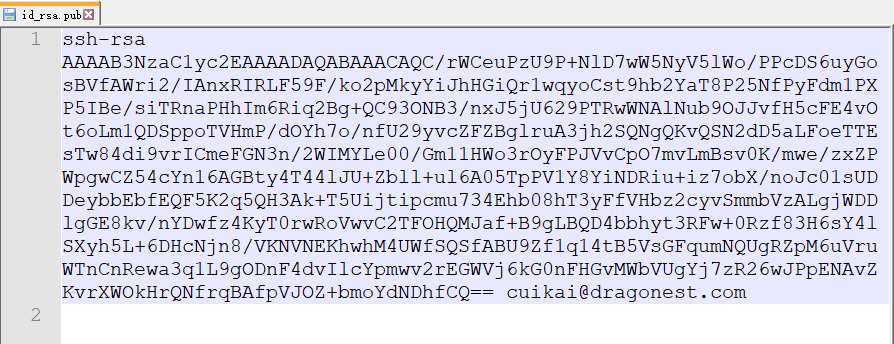 id_rsa.pub
1
ssh-rsa
AAAAB3NzaC1yc2EAAAADAQABAAACAQC/rWCeuPzU9P+NlD7wW5NyV5lWo/PPcDS6uyGo
sBVfAWri2/IAnxRIRLF59F/ko2pMkyYiJhHGiQr1wqyoCst9hb2YaT8P25NfPyFdm1PX
P5IBe/siTRnaPHhIm6Riq2Bg+QC93ONB3/nxJ5jU629PTRwWNAlNub9OJJvfH5cFE4vO
t6oLm1QDSppoTVHmP/dOYh7o/nfU29yvcZFZBglruA3jh2SQNgQKvQSN2dD5aLFoeTTE
sTw84di9vrICmeFGN3n/2WIMYLe00/Gm11HWo3rOyFPJVvCpO7mvLmBsv0K/mwe/zxZP
WpgwCZ54cYn16AGBty4T44lJU+Zbll+ul6A05TpPV1Y8YiNDRiu+iz7obX/noJc01sUD
DeybbEbfEQF5K2q5QH3Ak+T5Uijtipcmu734Ehb08hT3yFfVHbz2cyvSmmbVzALgjWDD
lgGE8kv/nYDwfz4KyT0rwRoVwvC2TFOHQMJaf+B9gLBQD4bbhyt3RFw+0Rzf83H6sY4l
SXyh5L+6DHcNjn8/VKNVNEKhwhM4UWfSQSfABU9Zf1q14tB5VsGFqumNQUgRZpM6uVru
WTnCnRewa3q1L9gODnF4dvIlcYpmwv2rEGWVj6kG0nFHGvMWbVUgYj7zR26wJPpENAvZ
KvrXWOkHrQNfrqBAfpVJOZ+bmoYdNDhfCQ== cuikai@dragonest.com
2